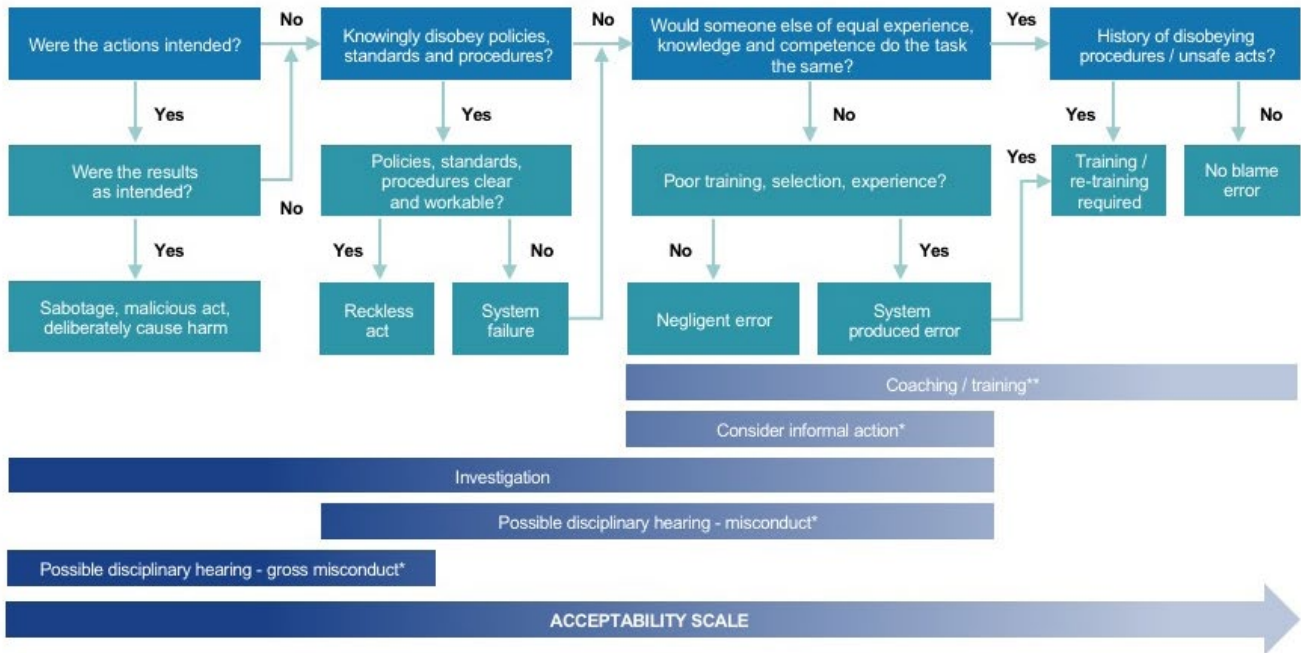 Were the actions intended?
No
Knowingly disobey policies,
standards and procedures?
No
Would someone else of equal experience,
knowledge and competence do the task
the same?
Yes
History of disobeying
procedures / unsafe acts?
Yes
Yes
No
Yes
No
Were the results
as intended?
No
Policies, standards,
procedures clear
and workable?
Poor training, selection, experience?
Yes
Training /
re-training
required
No blame
error
Yes
Yes
No
No
Yes
Sabotage, malicious act,
deliberately cause harm
Reckless
act
System
failure
Negligent error
System
produced error
Coaching / training**
Consider informal action*
Investigation
Possible disciplinary hearing - misconduct*
Possible disciplinary hearing - gross misconduct*
ACCEPTABILITY SCALE